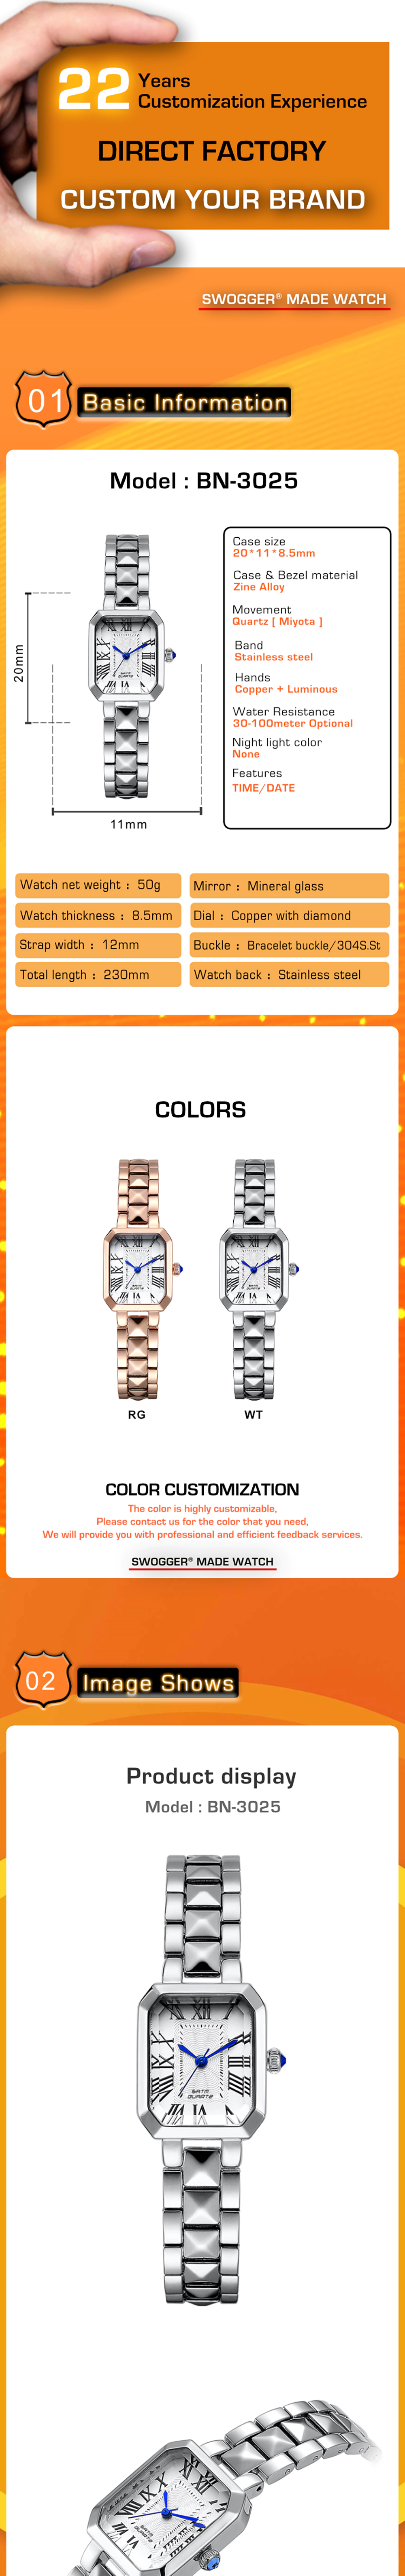 22 Years
Customization Experience
DIRECT FACTORY
CUSTOM YOUR BRAND
SWOGGER® MADE WATCH
01 Basic Information
Model : BN-3025
Case size
20*11*8.5mm
Case & Bezel material
Zine Alloy
Movement
Quartz [ Miyota ]
Band
Stainless steel
Hands
Copper + Luminous
Water Resistance
30-100meter Optional
Night light color
None
Features
TIME/DATE
20mm
11mm
Watch net weight : 50g
Mirror : Mineral glass
Watch thickness : 8.5mm
Dial : Copper with diamond
Strap width : 12mm
Buckle : Bracelet buckle/304S.St
Total length : 230mm
Watch back : Stainless steel
COLORS
RG
WT
COLOR CUSTOMIZATION
The color is highly customizable,
Please contact us for the color that you need,
We will provide you with professional and efficient feedback services.
SWOGGER® MADE WATCH
02 Image Shows
Product display
Model : BN-3025
5ATM
QUARTZ